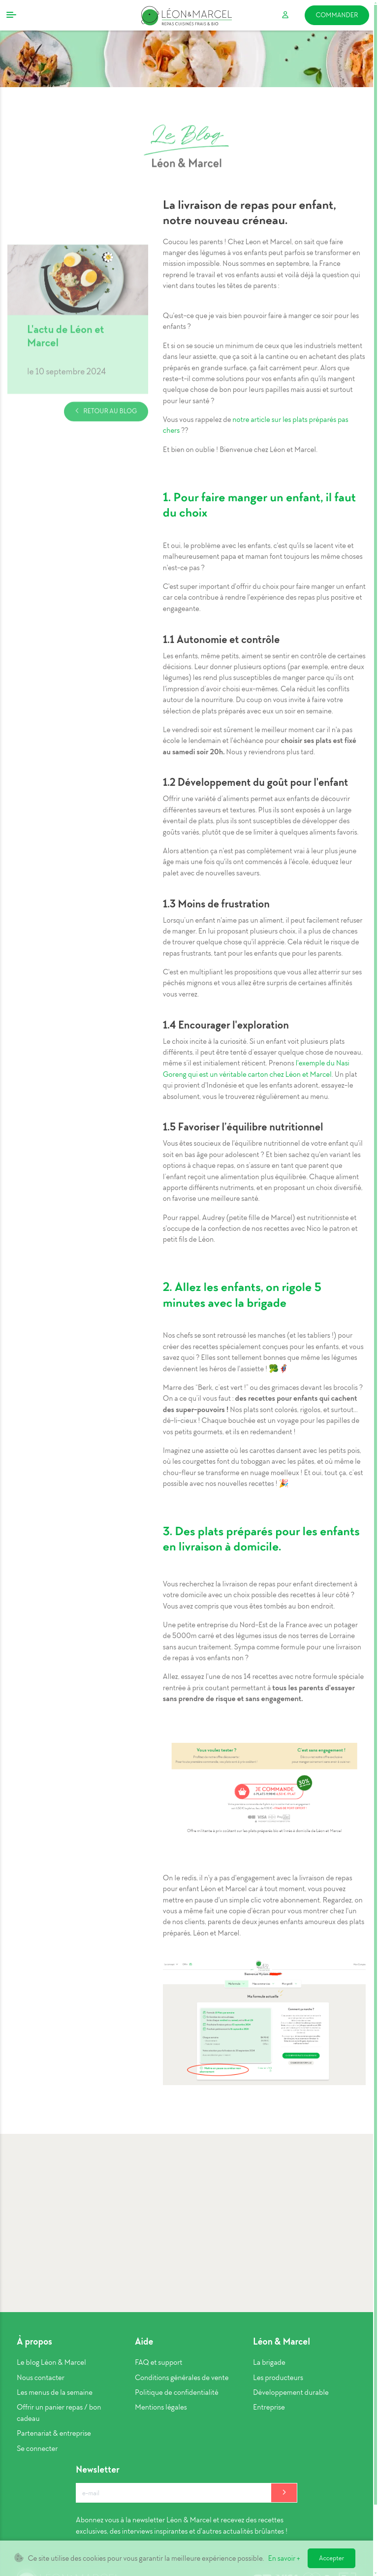 LÉON&MARCEL
REPAS CUISINÉS FRAIS & BIO
COMMANDER
Le Blog
Léon & Marcel
L'actu de Léon et
Marcel
le 10 septembre 2024
RETOUR AU BLOG
La livraison de repas pour enfant,
notre nouveau créneau.
Coucou les parents ! Chez Leon et Marcel, on sait que faire
manger des légumes à vos enfants peut parfois se transformer en
mission impossible. Nous sommes en septembre, la France
reprend le travail et vos enfants aussi et voilà déjà la question qui
vient dans toutes les têtes de parents :
Qu'est-ce que je vais bien pouvoir faire à manger ce soir pour les
enfants ?
Et si on se soucie un minimum de ceux que les industriels mettent
dans leur assiette, que ça soit à la cantine ou en achetant des plats
préparés en grande surface, ça fait carrément peur. Alors que
reste-t-il comme solutions pour vos enfants afin qu'ils mangent
quelque chose de bon pour leurs papilles mais aussi et surtout
pour leur santé ?
Vous vous rappelez de notre article sur les plats préparés pas
chers ??
Et bien on oublie ! Bienvenue chez Léon et Marcel.
1. Pour faire manger un enfant, il faut
du choix
Et oui, le problème avec les enfants, c'est qu'ils se lacent vite et
malheureusement papa et maman font toujours les même choses
n'est-ce pas ?
C'est super important d'offrir du choix pour faire manger un enfant
car cela contribue à rendre l'expérience des repas plus positive et
engageante.
1.1 Autonomie et contrôle
Les enfants, même petits, aiment se sentir en contrôle de certaines
décisions. Leur donner plusieurs options (par exemple, entre deux
légumes) les rend plus susceptibles de manger parce qu'ils ont
l'impression d'avoir choisi eux-mêmes. Cela réduit les conflits
autour de la nourriture. Du coup on vous invite à faire votre
sélection de plats préparés avec eux un soir en semaine.
Le vendredi soir est sûrement le meilleur moment car il n'a pas
école le lendemain et l'échéance pour choisir ses plats est fixé
au samedi soir 20h. Nous y reviendrons plus tard.
1.2 Développement du goût pour l'enfant
Offrir une variété d'aliments permet aux enfants de découvrir
différentes saveurs et textures. Plus ils sont exposés à un large
éventail de plats, plus ils sont susceptibles de développer des
goûts variés, plutôt que de se limiter à quelques aliments favoris.
Alors attention ça n'est pas complètement vrai à leur plus jeune
âge mais une fois qu'ils ont commencés à l'école, éduquez leur
palet avec de nouvelles saveurs.
1.3 Moins de frustration
Lorsqu'un enfant n'aime pas un aliment, il peut facilement refuser
de manger. En lui proposant plusieurs choix, il a plus de chances
de trouver quelque chose qu'il apprécie. Cela réduit le risque de
repas frustrants, tant pour les enfants que pour les parents.
C'est en multipliant les propositions que vous allez atterrir sur ses
péchés mignons et vous allez être surpris de certaines affinités
vous verrez.
1.4 Encourager l'exploration
Le choix incite à la curiosité. Si un enfant voit plusieurs plats
différents, il peut être tenté d'essayer quelque chose de nouveau,
même s'il est initialement réticent. Prenons l'exemple du Nasi
Goreng qui est un véritable carton chez Léon et Marcel. Un plat
qui provient d'Indonésie et que les enfants adorent, essayez-le
absolument, vous le trouverez régulièrement au menu.
1.5 Favoriser l'équilibre nutritionnel
Vous êtes soucieux de l'équilibre nutritionnel de votre enfant qu'il
soit en bas âge pour adolescent ? Et bien sachez qu'en variant les
options à chaque repas, on s'assure en tant que parent que
l'enfant reçoit une alimentation plus équilibrée. Chaque aliment
apporte différents nutriments, et en proposant un choix diversifié,
on favorise une meilleure santé.
Pour rappel, Audrey (petite fille de Marcel) est nutritionniste et
s'occupe de nos recettes avec nos chefs avec Nico le patron et
petit fils de Léon.
2. Allez les enfants, on rigole 5
minutes avec la brigade
Nos chefs se sont retroussé les manches (et les tabliers !) pour
créer des recettes spécialement conçues pour les enfants, et vous
savez quoi ? Elles sont tellement bonnes que même les légumes
deviennent les héros de l'assiette ! 🥦🦸
Marre des "Berk, c'est vert !" ou des grimaces devant les brocolis ?
On a ce qu'il vous faut : des recettes pour enfants qui cachent
des super-pouvoirs ! Nos plats sont colorés, rigolos, et surtout...
dé-li-cieux ! Chaque bouchée est un voyage pour les papilles de
vos petits gourmets, et ils en redemandent !
Imaginez une assiette où les carottes dansent avec les petits pois,
où les courgettes font du toboggan avec les pâtes, et où même le
chou-fleur se transforme en nuage moelleux ! Et oui, tout ça, c'est
possible avec nos nouvelles recettes ! 🎉
3. Des plats préparés pour les enfants
en livraison à domicile.
Vous recherchez la livraison de repas pour enfant directement à
votre domicile avec un choix possible des recettes à leur côté ?
Vous avez compris que vous êtes tombés au bon endroit.
Une petite entreprise du Nord-Est de la France avec un potager
de 5000m carré et des légumes issus de nos terres de Lorraine
sans aucun traitement. Sympa comme formule pour une livraison
de repas à vos enfants non ?
Allez, essayez l'une de nos 14 recettes avec notre formule spéciale
rentrée à prix coutant permettant à tous les parents d'essayer
sans prendre de risque et sans engagement.
Vous voulez tester ?
C'est sans engagement !
JE COMMANDE
30%
On le redis, il n'y a pas d'engagement avec la livraison de repas
pour enfant Léon et Marcel car à tout moment, vous pouvez
mettre en pause d'un simple clic votre abonnement. Regardez, on
vous a même fait une copie d'écran pour vous montrer chez l'un
de nos clients, parents de deux jeunes enfants amoureux des plats
préparés, Léon et Marcel.
Ma formule actuelle
À propos
Le blog Léon & Marcel
Nous contacter
Les menus de la semaine
Offrir un panier repas / bon
cadeau
Partenariat & entreprise
Se connecter
Aide
FAQ et support
Conditions générales de vente
Politique de confidentialité
Mentions légales
Léon & Marcel
La brigade
Les producteurs
Développement durable
Entreprise
Newsletter
e-mail
Abonnez vous à la newsletter Léon & Marcel et recevez des recettes
exclusives, des interviews inspirantes et d'autres actualités brûlantes !
Ce site utilise des cookies pour vous garantir la meilleure expérience possible. En savoir +
Accepter